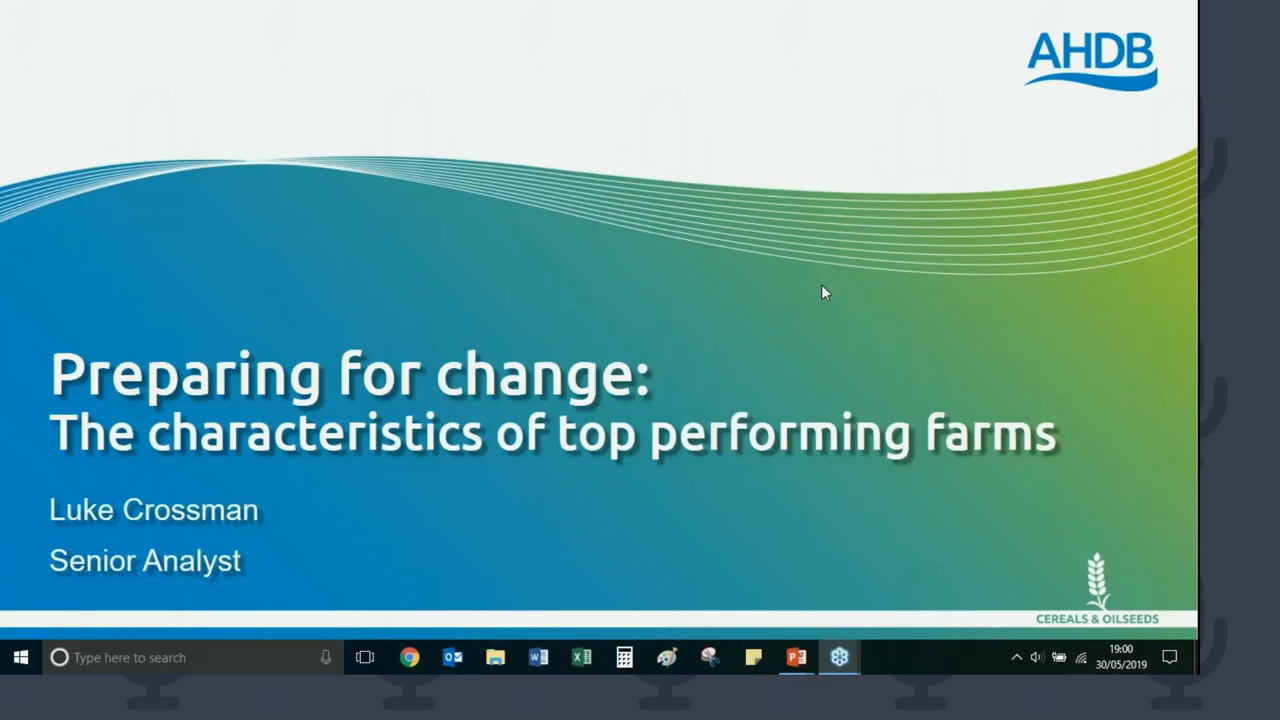 AHDB
Preparing for change:
The characteristics of top performing farms
Luke Crossman
Senior Analyst
CEREALS & OILSEEDS
Type here to search
19:00
30/05/2019